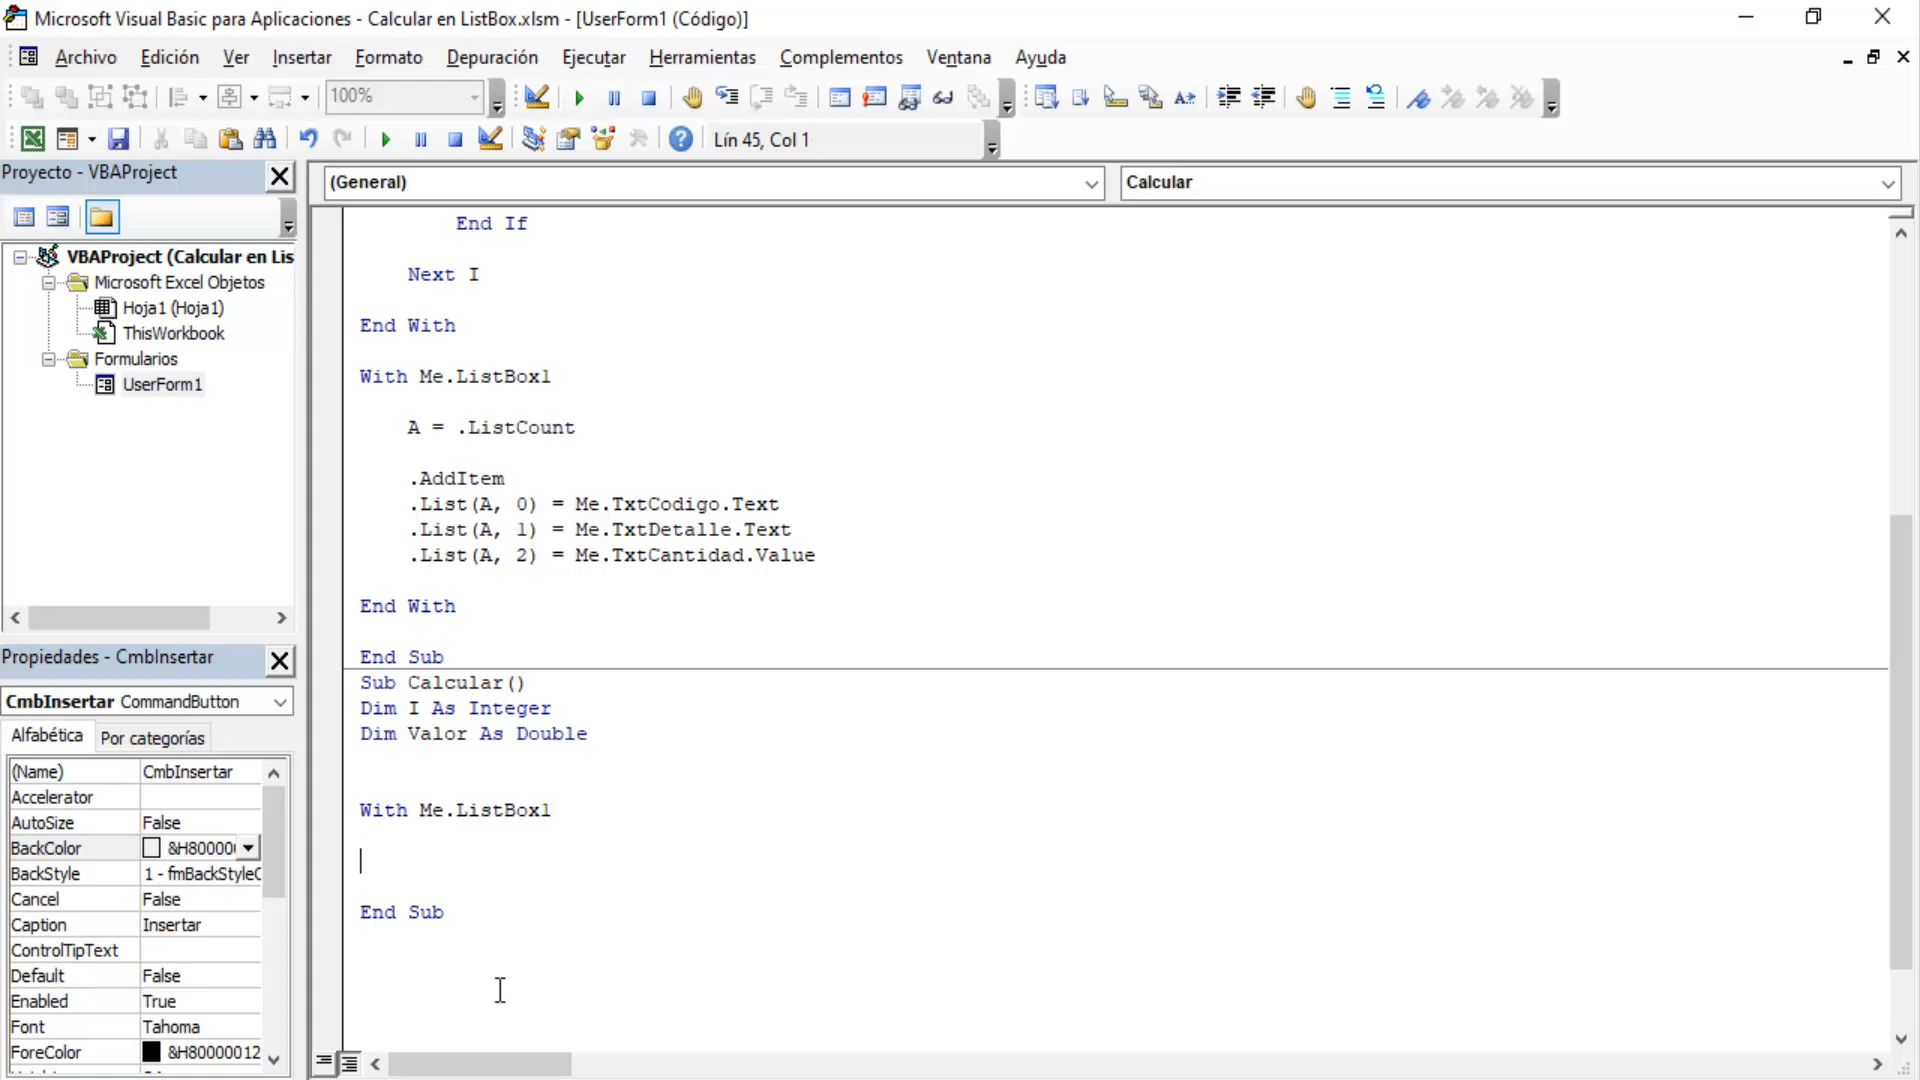 Microsoft Visual Basic para Aplicaciones - Calcular en ListBox.xlsm - [UserForm1 (Código)]
Archivo Edición Ver Insertar Formato Depuración Ejecutar Herramientas Complementos Ventana Ayuda
100%
Lín 45, Col 1
Proyecto - VBAProject
(General) Calcular
VBAProject (Calcular en Lis
Microsoft Excel Objetos
Hoja1 (Hoja1)
ThisWorkbook
Formularios
UserForm1
Propiedades - CmbInsertar
CmbInsertar CommandButton
Alfabética Por categorías
(Name) CmbInsertar
Accelerator
AutoSize False
BackColor &H80000
BackStyle 1 - fmBackStyle
Cancel False
Caption Insertar
ControlTipText
Default False
Enabled True
Font Tahoma
ForeColor &H80000012
End If
Next I
End With
With Me.ListBox1
A = .ListCount
.AddItem
.List(A, 0) = Me.TxtCodigo.Text
.List(A, 1) = Me.TxtDetalle.Text
.List(A, 2) = Me.TxtCantidad.Value
End With
End Sub
Sub Calcular()
Dim I As Integer
Dim Valor As Double
With Me.ListBox1
End Sub